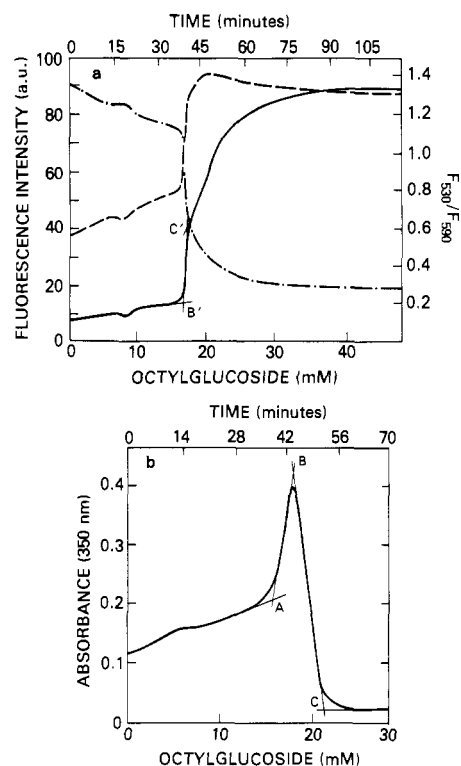 TIME (minutes)
0 15 20 40 50 75 90 105
a
FLUORESCENCE INTENSITY (a.u.)
100
80
60
40
20
0
1.4
1.2
1.0
0.8
0.6
0.4
0.2
F530/F590
C'
B'
0 10 20 30 40
OCTYLGLUCOSIDE (mM)
TIME (minutes)
0 14 28 42 56 70
b
ABSORBANCE (350 nm)
0.4
0.3
0.2
0.1
0
B
A
C
0 10 20 30
OCTYLGLUCOSIDE (mM)